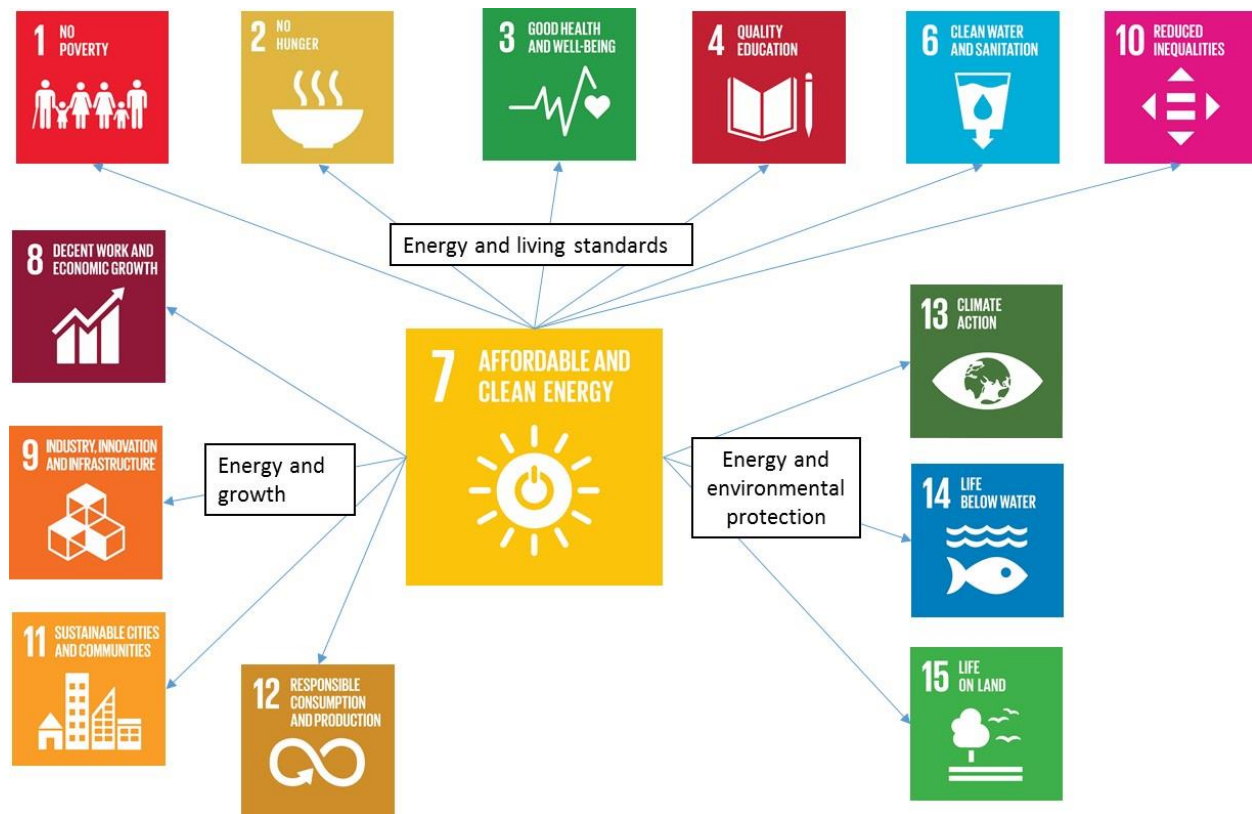 1 NO
POVERTY
2 NO
HUNGER
3 GOOD HEALTH
AND WELL-BEING
4 QUALITY
EDUCATION
6 CLEAN WATER
AND SANITATION
10 REDUCED
INEQUALITIES
Energy and living standards
8 DECENT WORK AND
ECONOMIC GROWTH
7 AFFORDABLE AND
CLEAN ENERGY
13 CLIMATE
ACTION
9 INDUSTRY, INNOVATION
AND INFRASTRUCTURE
Energy and
growth
Energy and
environmental
protection
14 LIFE
BELOW WATER
11 SUSTAINABLE CITIES
AND COMMUNITIES
12 RESPONSIBLE
CONSUMPTION
AND PRODUCTION
15 LIFE
ON LAND